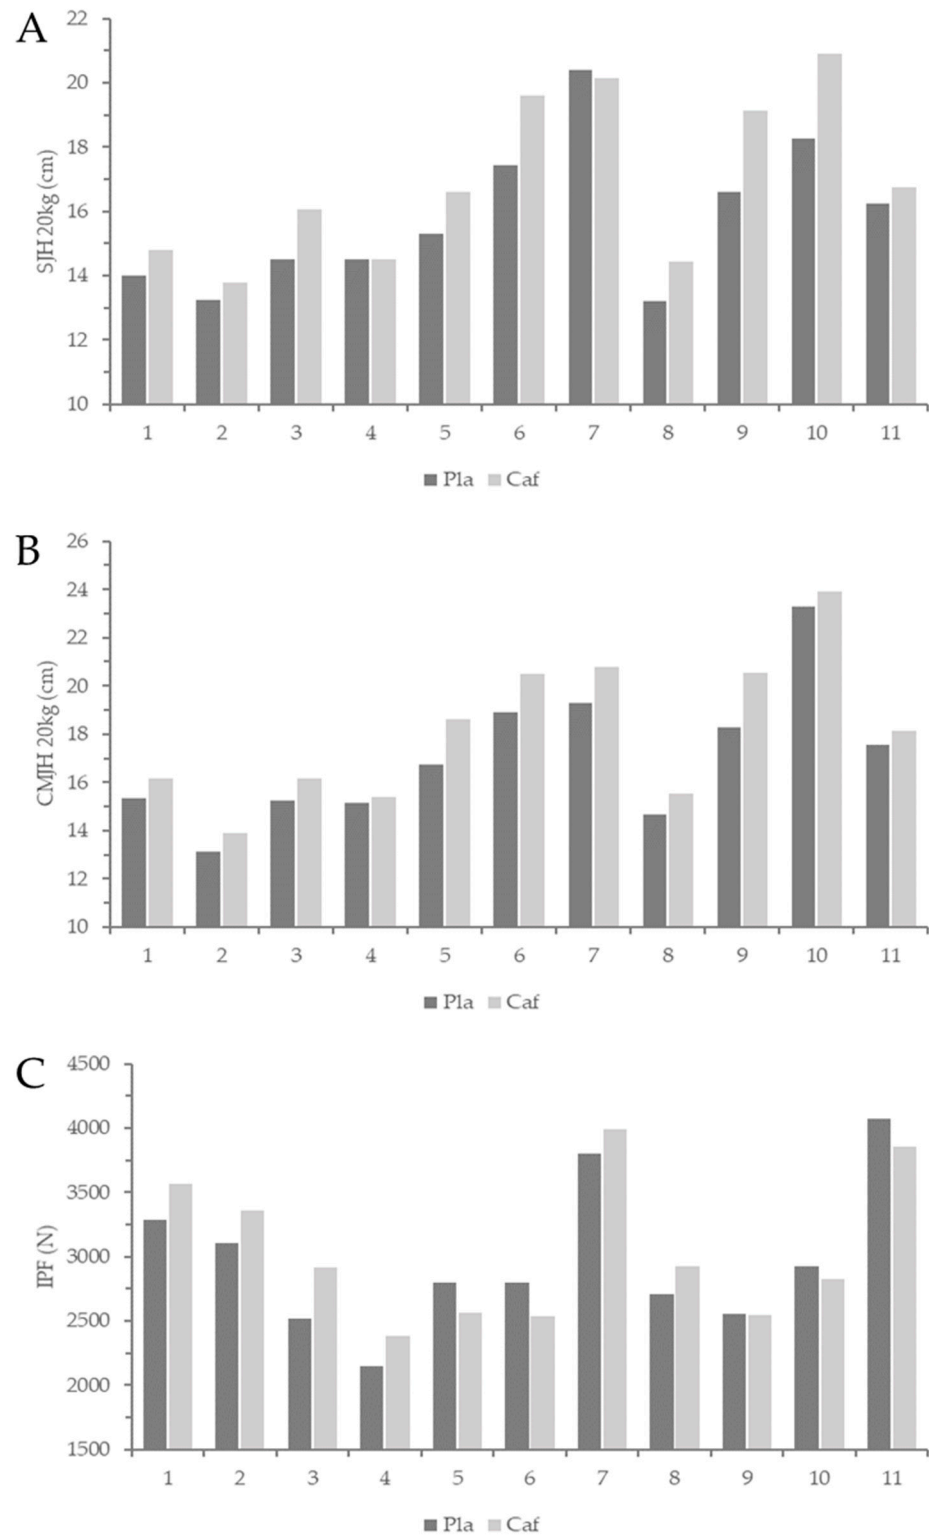 A
SJH 20kg (cm)
22
20
18
16
14
12
10
1 2 3 4 5 6 7 8 9 10 11
Pla Caf
B
CMJH 20kg (cm)
26
24
22
20
18
16
14
12
10
1 2 3 4 5 6 7 8 9 10 11
Pla Caf
C
IPF (N)
4500
4000
3500
3000
2500
2000
1500
1 2 3 4 5 6 7 8 9 10 11
Pla Caf